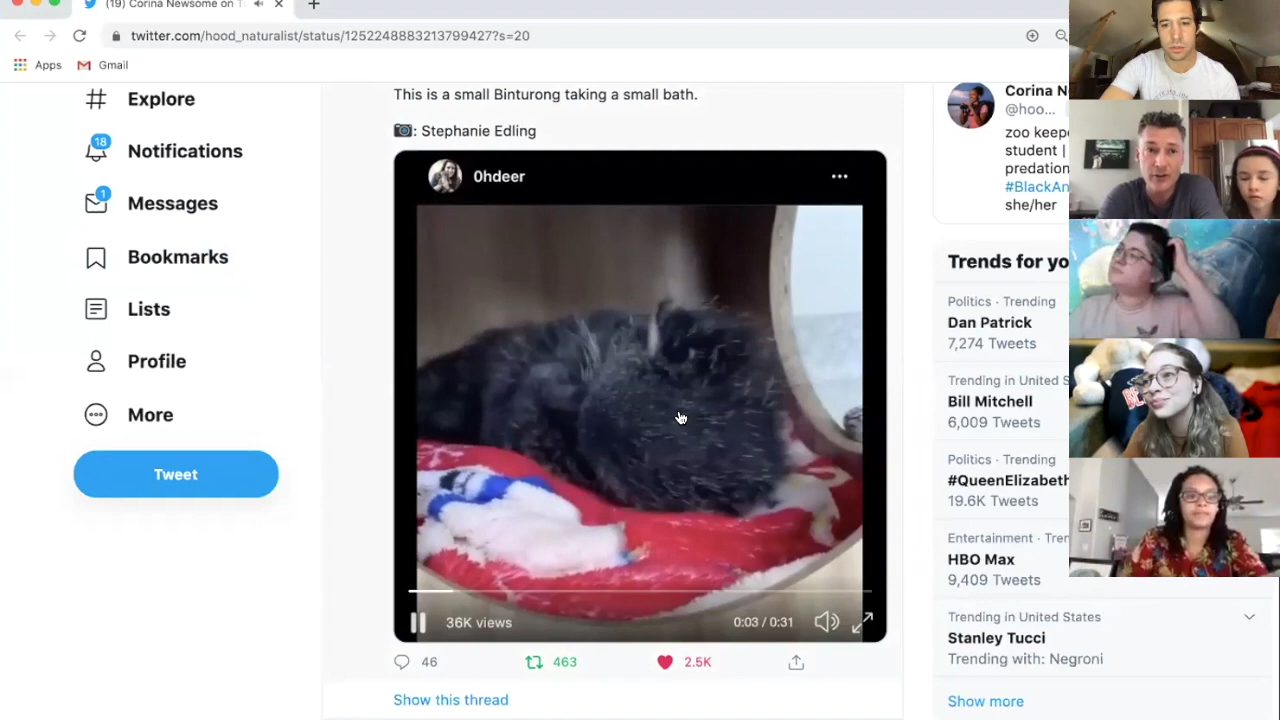 (19) Corina Newsome on T
twitter.com/hood_naturalist/status/1252248883213799427?s=20
Apps
Gmail
Explore
18
Notifications
1
Messages
Bookmarks
Lists
Profile
More
Tweet
This is a small Binturong taking a small bath.
: Stephanie Edling
0hdeer
36K views
0:03 / 0:31
46
463
2.5K
Show this thread
Corina N
@hoo...
zoo keep
student |
predation
#BlackAn
she/her
Trends for yo
Politics · Trending
Dan Patrick
7,274 Tweets
Trending in United S
Bill Mitchell
6,009 Tweets
Politics · Trending
#QueenElizabeth
19.6K Tweets
Entertainment · Tren
HBO Max
9,409 Tweets
Trending in United States
Stanley Tucci
Trending with: Negroni
Show more